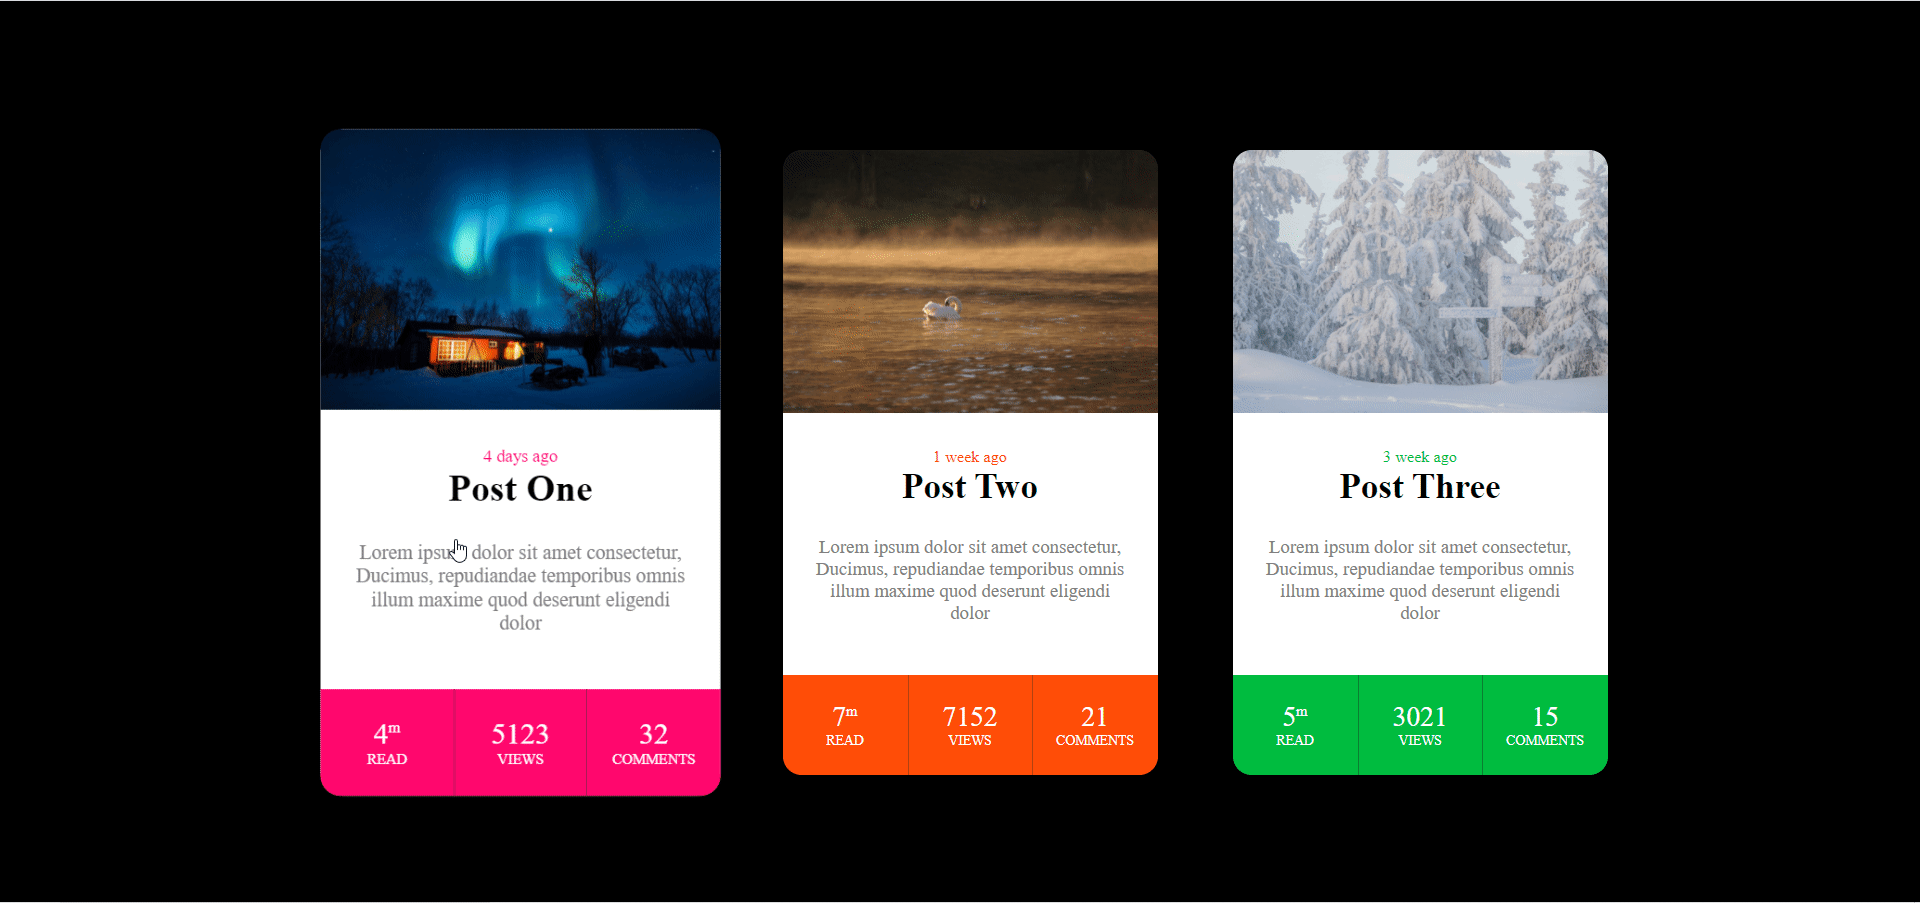 4 days ago
Post One
Lorem ipsu dolor sit amet consectetur,
Ducimus, repudiandae temporibus omnis
illum maxime quod deserunt eligendi
dolor
4m
READ
5123
VIEWS
32
COMMENTS
1 week ago
Post Two
Lorem ipsum dolor sit amet consectetur,
Ducimus, repudiandae temporibus omnis
illum maxime quod deserunt eligendi
dolor
7m
READ
7152
VIEWS
21
COMMENTS
3 week ago
Post Three
Lorem ipsum dolor sit amet consectetur,
Ducimus, repudiandae temporibus omnis
illum maxime quod deserunt eligendi
dolor
5m
READ
3021
VIEWS
15
COMMENTS